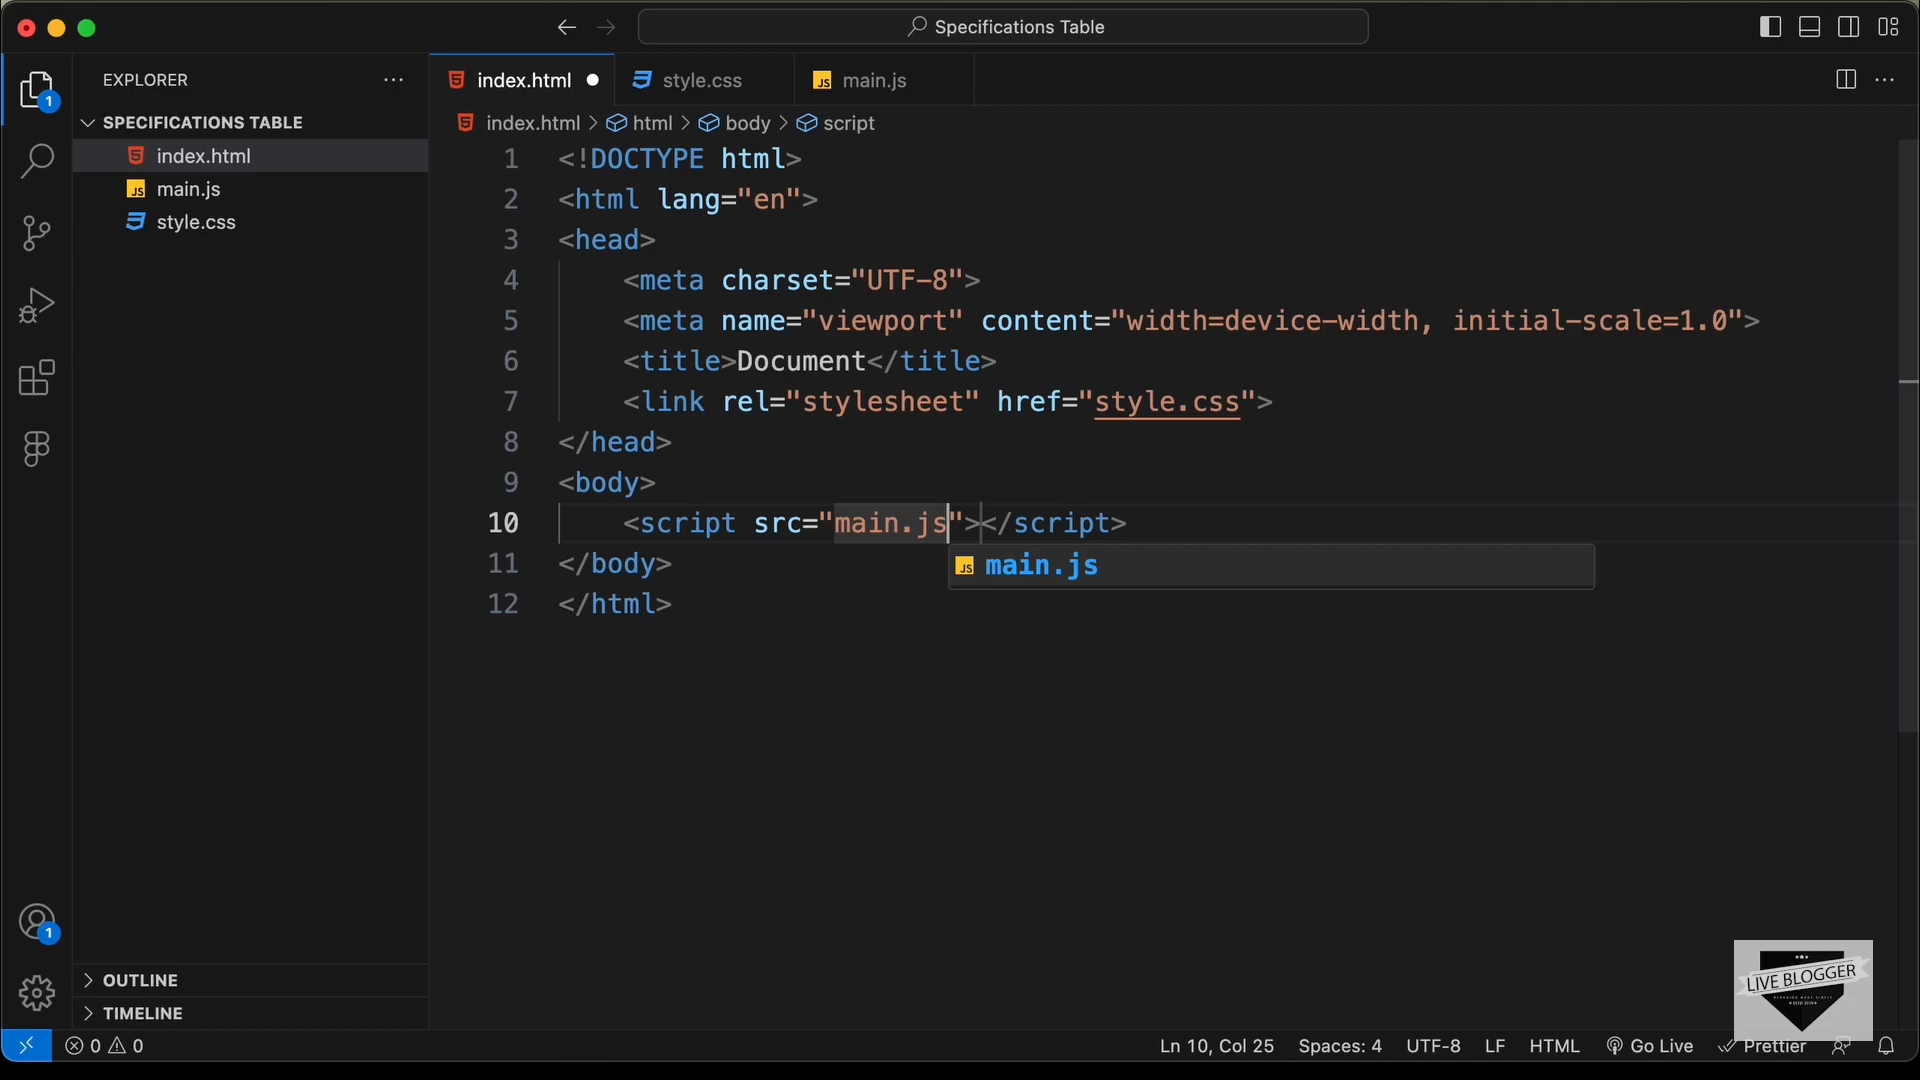 Specifications Table
EXPLORER
index.html
style.css
main.js
1
SPECIFICATIONS TABLE
index.html
main.js
style.css
index.html > html > body > script
1 <!DOCTYPE html>
2 <html lang="en">
3 <head>
4 <meta charset="UTF-8">
5 <meta name="viewport" content="width=device-width, initial-scale=1.0">
6 <title>Document</title>
7 <link rel="stylesheet" href="style.css">
8 </head>
9 <body>
10 <script src="main.js"></script>
11 </body>
12 </html>
JS main.js
1
OUTLINE
TIMELINE
LIVE BLOGGER
0 0
Ln 10, Col 25
Spaces: 4
UTF-8
LF
HTML
Go Live
Prettier